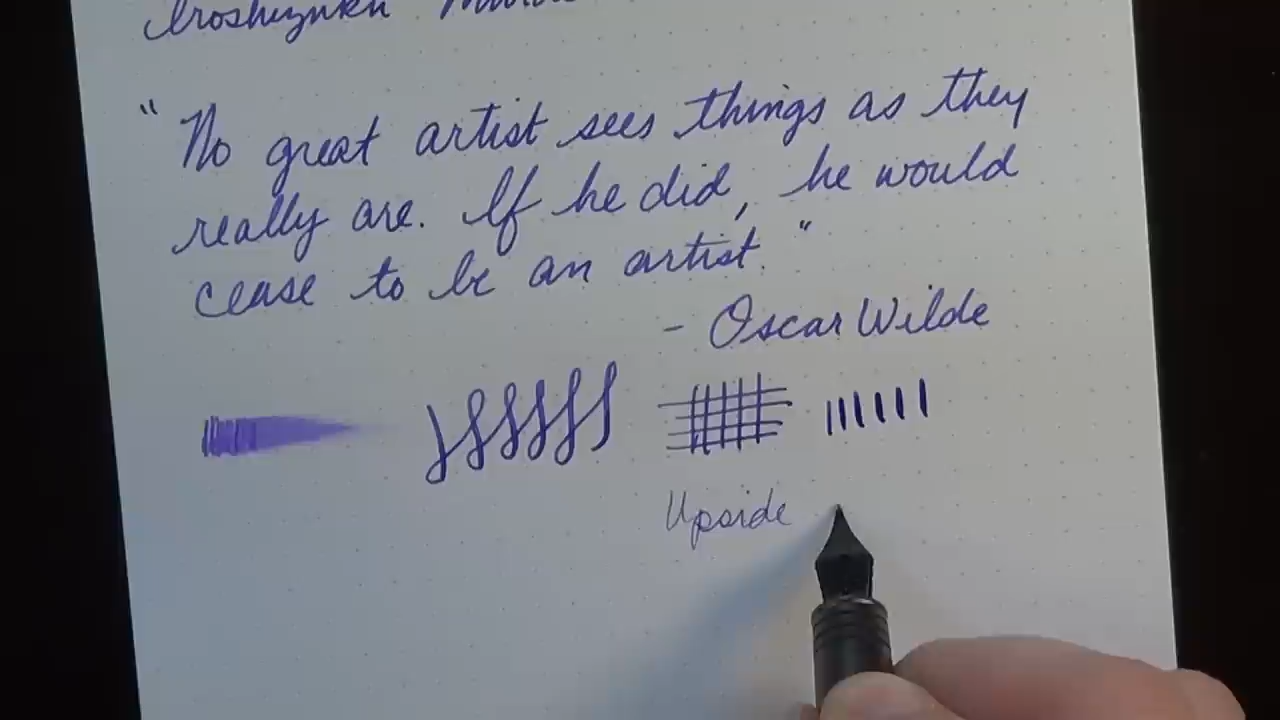 Iroshizuku
"No great artist sees things as they
really are. If he did, he would
cease to be an artist."
- Oscar Wilde
Upside